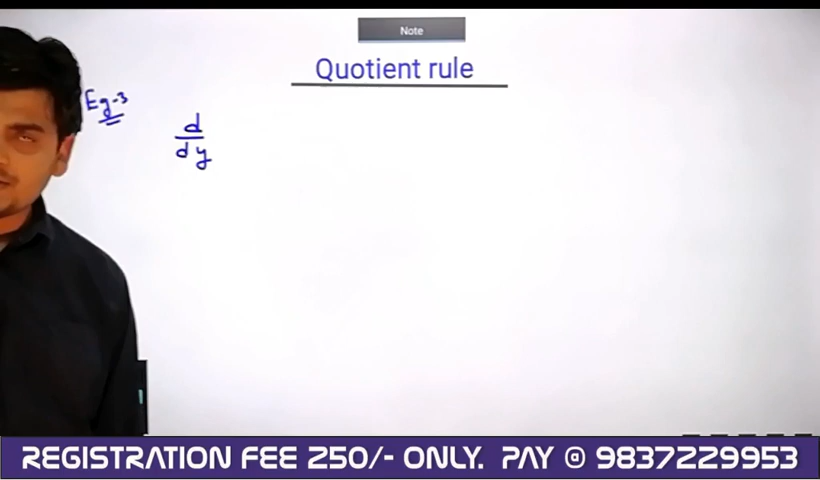 Note
Quotient rule
Eg-3
d
dy
REGISTRATION FEE 250/- ONLY. PAY @ 9837229953